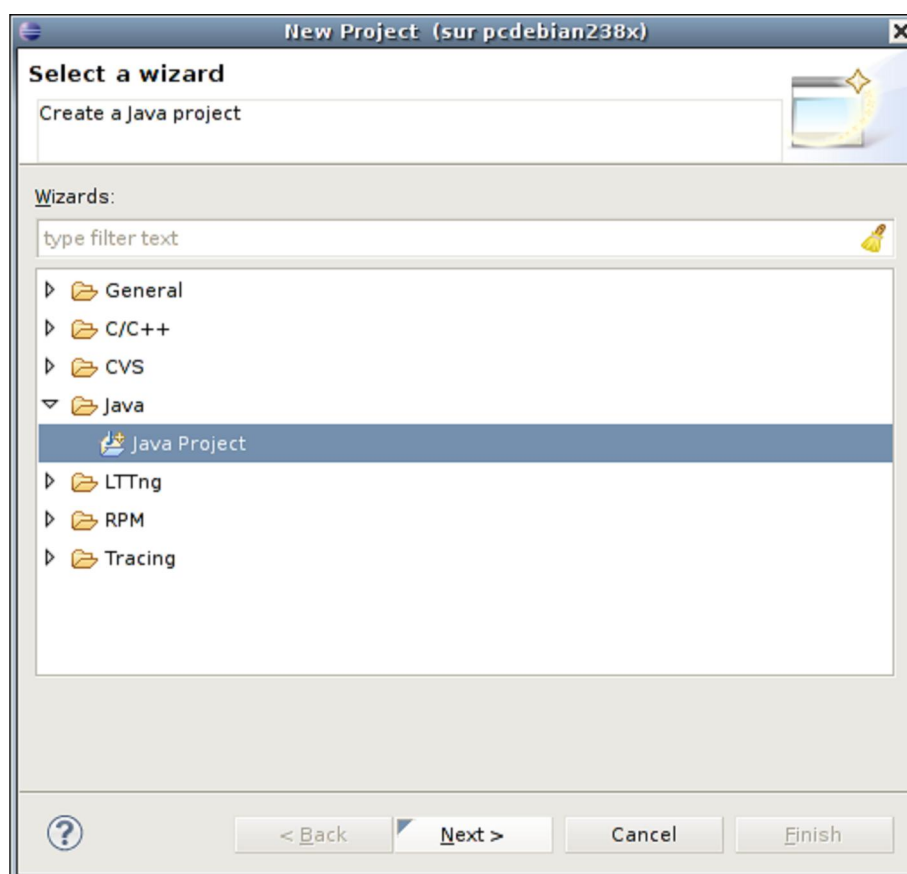 New Project (sur pcdebian238x)
Select a wizard
Create a Java project
Wizards:
type filter text
General
C/C++
CVS
Java
Java Project
LTTng
RPM
Tracing
?
< Back
Next >
Cancel
Finish